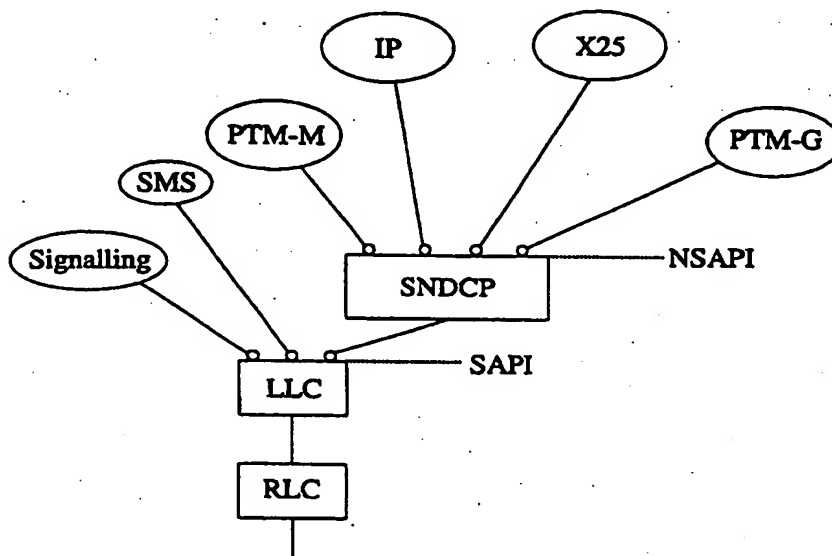 IP
X25
PTM-M
PTM-G
SMS
Signalling
NSAPI
SNDCP
SAPI
LLC
RLC